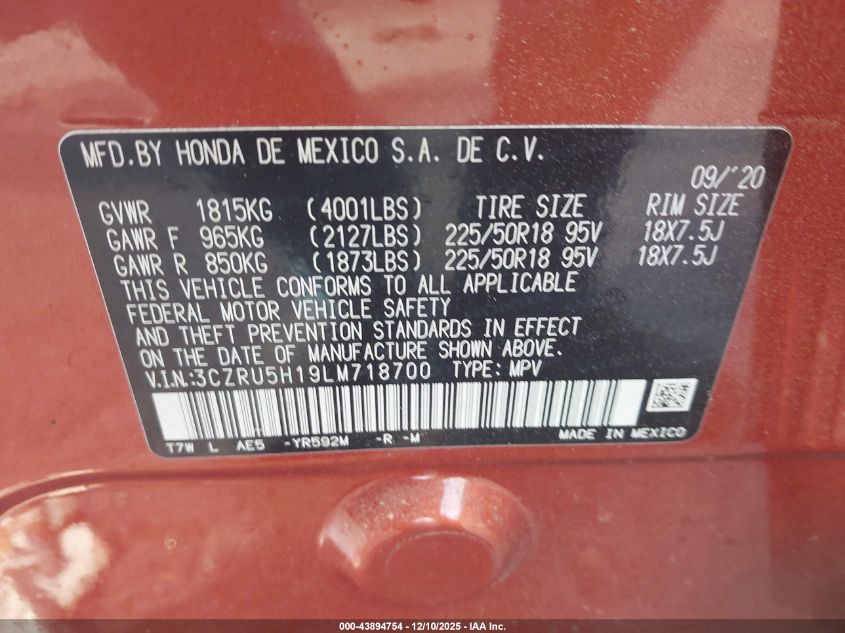 MFD.BY HONDA DE MEXICO S.A. DE C.V.
09/'20
GVWR 1815KG (4001LBS) TIRE SIZE RIM SIZE
GAWR F 965KG (2127LBS) 225/50R18 95V 18X7.5J
GAWR R 850KG (1873LBS) 225/50R18 95V 18X7.5J
THIS VEHICLE CONFORMS TO ALL APPLICABLE
FEDERAL MOTOR VEHICLE SAFETY
AND THEFT PREVENTION STANDARDS IN EFFECT
ON THE DATE OF MANUFACTURE SHOWN ABOVE.
V.I.N.:3CZRU5H19LM718700 TYPE: MPV
T7W L AE5 -YR592M -R -M MADE IN MEXICO
000-43894754 - 12/10/2025 - IAA Inc.